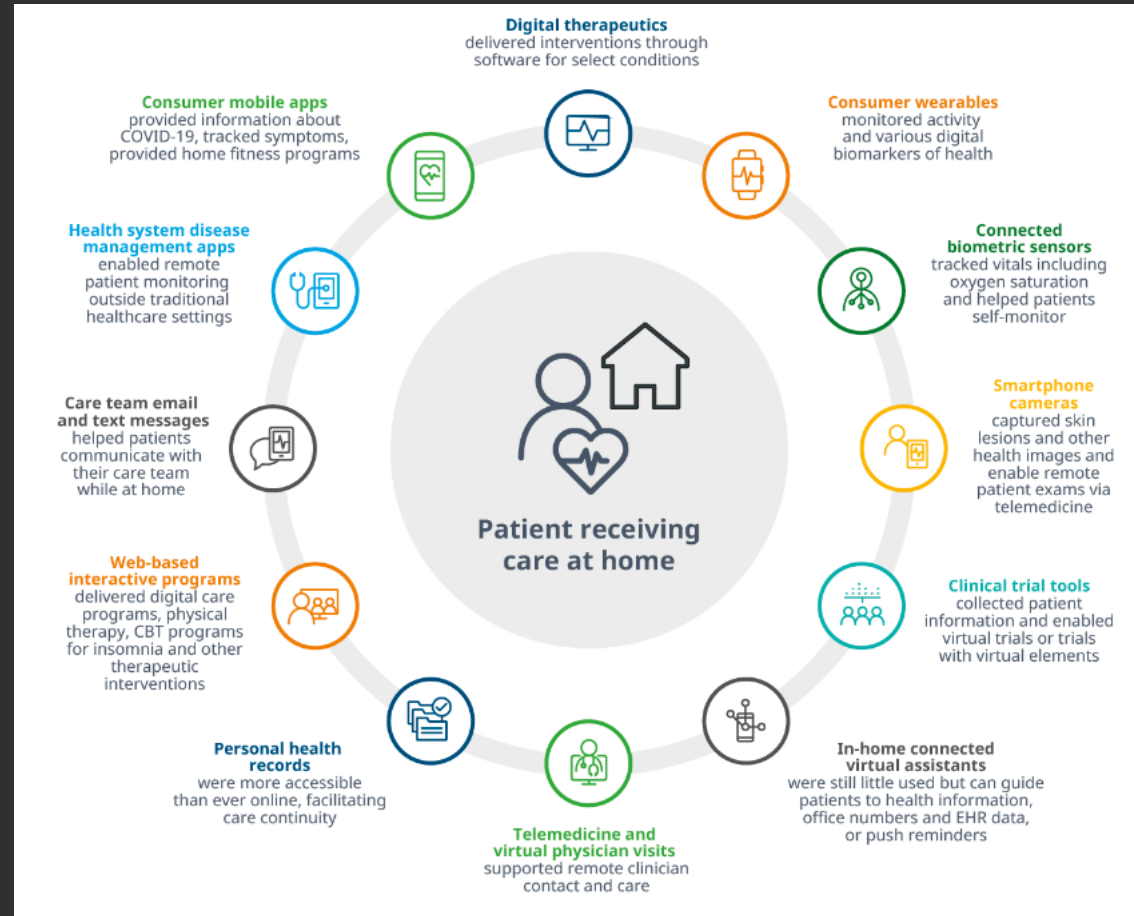 Digital therapeutics
delivered interventions through
software for select conditions
Consumer wearables
monitored activity
and various digital
biomarkers of health
Connected
biometric sensors
tracked vitals including
oxygen saturation
and helped patients
self-monitor
Smartphone
cameras
captured skin
lesions and other
health images and
enable remote
patient exams via
telemedicine
Clinical trial tools
collected patient
information and enabled
virtual trials or trials
with virtual elements
In-home connected
virtual assistants
were still little used but can guide
patients to health information,
office numbers and EHR data,
or push reminders
Telemedicine and
virtual physician visits
supported remote clinician
contact and care
Personal health
records
were more accessible
than ever online, facilitating
care continuity
Web-based
interactive programs
delivered digital care
programs, physical
therapy, CBT programs
for insomnia and other
therapeutic
interventions
Care team email
and text messages
helped patients
communicate with
their care team
while at home
Health system disease
management apps
enabled remote
patient monitoring
outside traditional
healthcare settings
Consumer mobile apps
provided information about
COVID-19, tracked symptoms,
provided home fitness programs
Patient receiving
care at home